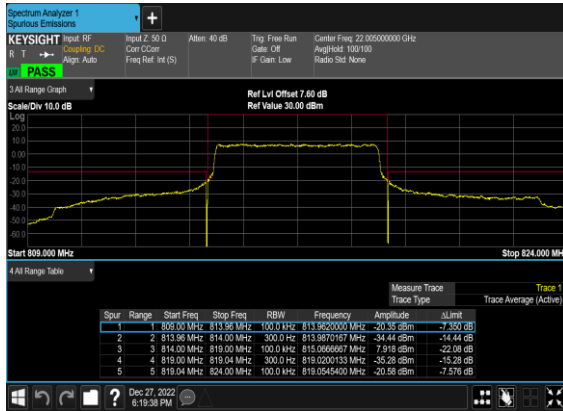 Spectrum Analyzer 1
Spurious Emissions
+
KEYSIGHT Input: RF Input Z: 50 Ω Atten: 40 dB Trig: Free Run Center Freq: 22.005000000 GHz
R T Coupling: DC Corr CCorr Gate: Off Avg|Hold: 100/100
Align: Auto Freq Ref: Int (S) IF Gain: Low Radio Std: None
PASS
3 All Range Graph
Ref Lvl Offset 7.60 dB
Scale/Div 10.0 dB Ref Value 30.00 dBm
Log
20.0
10.0
0.00
-10.0
-20.0
-30.0
-40.0
-50.0
-60.0
Start 809.000 MHz Stop 824.000 MH
4 All Range Table
Measure Trace Trace 1
Trace Type Trace Average (Active)
Spur Range Start Freq Stop Freq RBW Frequency Amplitude ΔLimit
1 1 809.00 MHz 813.96 MHz 100.0 kHz 813.9620000 MHz -20.35 dBm -7.350 dB
2 2 813.96 MHz 814.00 MHz 300.0 Hz 813.9870167 MHz -34.44 dBm -14.44 dB
3 3 814.00 MHz 819.00 MHz 100.0 kHz 815.0666667 MHz 7.918 dBm -22.08 dB
4 4 819.00 MHz 819.04 MHz 300.0 Hz 819.0200133 MHz -35.28 dBm -15.28 dB
5 5 819.04 MHz 824.00 MHz 100.0 kHz 819.0545400 MHz -20.58 dBm -7.576 dB
? Dec 27, 2022
6:19:38 PM